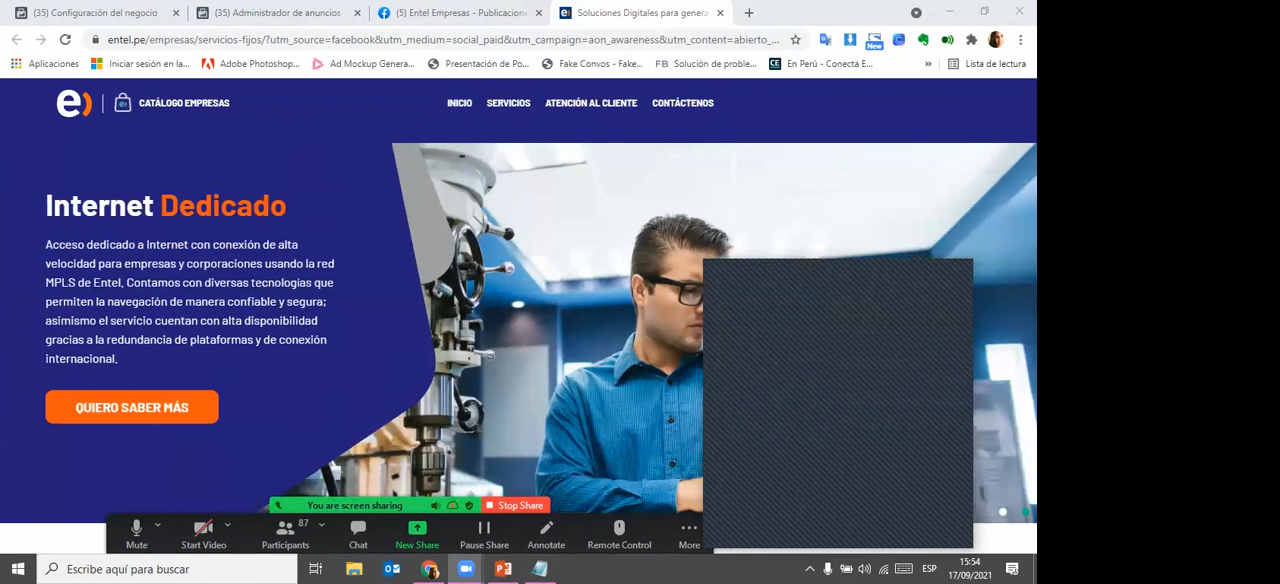 (35) Configuración del negocio
(35) Administrador de anuncios
(5) Entel Empresas - Publicacione
Soluciones Digitales para genera
entel.pe/empresas/servicios-fijos/?utm_source=facebook&utm_medium=social_paid&utm_campaign=aon_awareness&utm_content=abierto_...
New
Aplicaciones
Iniciar sesión en la...
Adobe Photoshop...
Ad Mockup Genera...
Presentación de Po...
Fake Convos - Fake...
FB Solución de proble...
CE En Perú - Conecta E...
»
Lista de lectura
e) CATÁLOGO EMPRESAS
INICIO SERVICIOS ATENCIÓN AL CLIENTE CONTÁCTENOS
Internet Dedicado
Acceso dedicado a Internet con conexión de alta
velocidad para empresas y corporaciones usando la red
MPLS de Entel. Contamos con diversas tecnologías que
permiten la navegación de manera confiable y segura;
asimismo el servicio cuentan con alta disponibilidad
gracias a la redundancia de plataformas y de conexión
internacional.
QUIERO SABER MÁS
You are screen sharing
Stop Share
Mute
Start Video
87
Participants
Chat
New Share
Pause Share
Annotate
Remote Control
More
Escribe aquí para buscar
ESP
15:54
17/09/2021